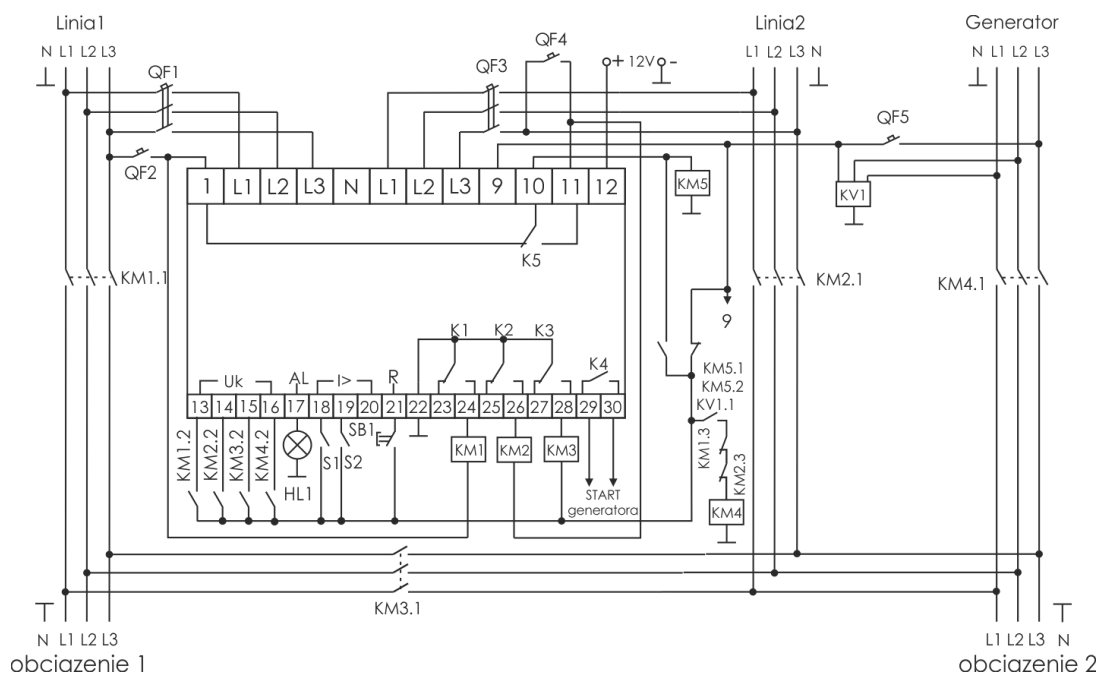 Linia1 Linia2 Generator
N L1 L2 L3 QF1 QF3 QF4 + 12V - L1 L2 L3 N N L1 L2 L3
QF2 QF5
1 L1 L2 L3 N L1 L2 L3 9 10 11 12 KM5 KV1
K5
KM1.1 KM2.1 KM4.1
9
K1 K2 K3
K4
Uk AL I> R
KM5.1
KM5.2
KV1.1
13 14 15 16 17 18 19 20 21 22 23 24 25 26 27 28 29 30
KM1.2 KM2.2 KM3.2 KM4.2 HL1 S1 S2 SB1 KM1 KM2 KM3
START
generatora
KM1.3 KM2.3
KM4
KM3.1
N L1 L2 L3 L1 L2 L3 N
obciazenie 1 obciazenie 2